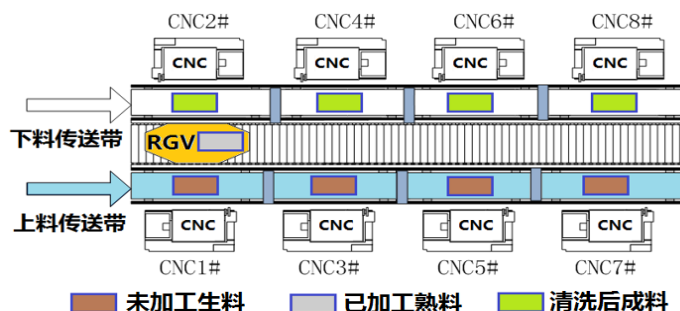 CNC2# CNC4# CNC6# CNC8#
CNC CNC CNC CNC
下料传送带
RGV
上料传送带
CNC CNC CNC CNC
CNC1# CNC3# CNC5# CNC7#
未加工生料 已加工熟料 清洗后成料